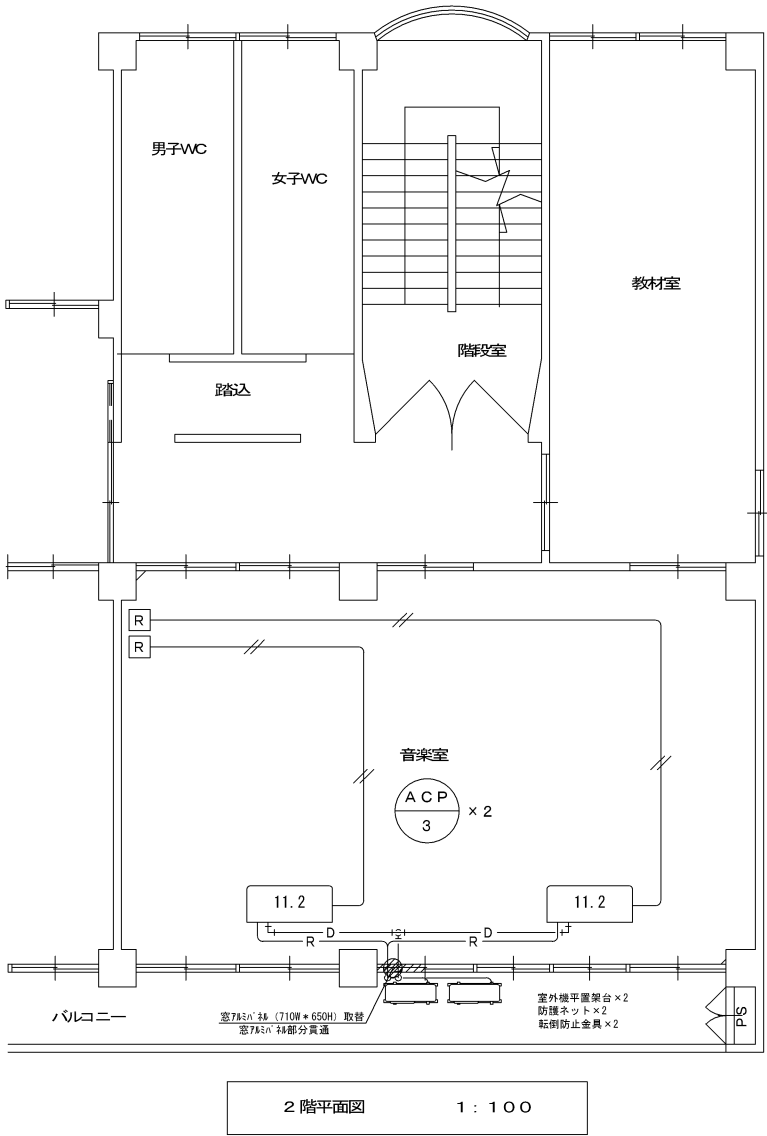 男子WC
女子WC
教材室
階段室
踏込
R
R
音楽室
ACP
3
×2
11.2
11.2
D
D
R
R
室外機平置架台×2
防護ネット×2
転倒防止金具×2
バルコニー
窓ｱﾙﾐﾊﾟﾈﾙ (710W*650H) 取替
窓ｱﾙﾐﾊﾟﾈﾙ部分貫通
PS
2階平面図 1:100